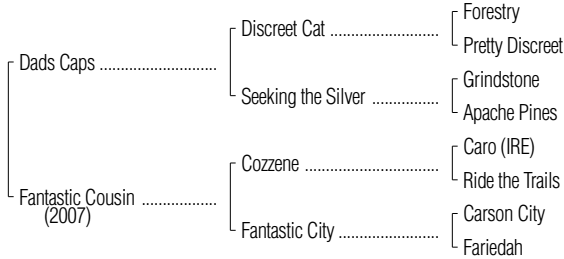 Forestry
Discreet Cat ........................
Pretty Discreet
Dads Caps ..........................
Grindstone
Seeking the Silver ...............
Apache Pines
Caro (IRE)
Cozzene ..............................
Ride the Trails
Fantastic Cousin .................
(2007)
Carson City
Fantastic City ......................
Fariedah